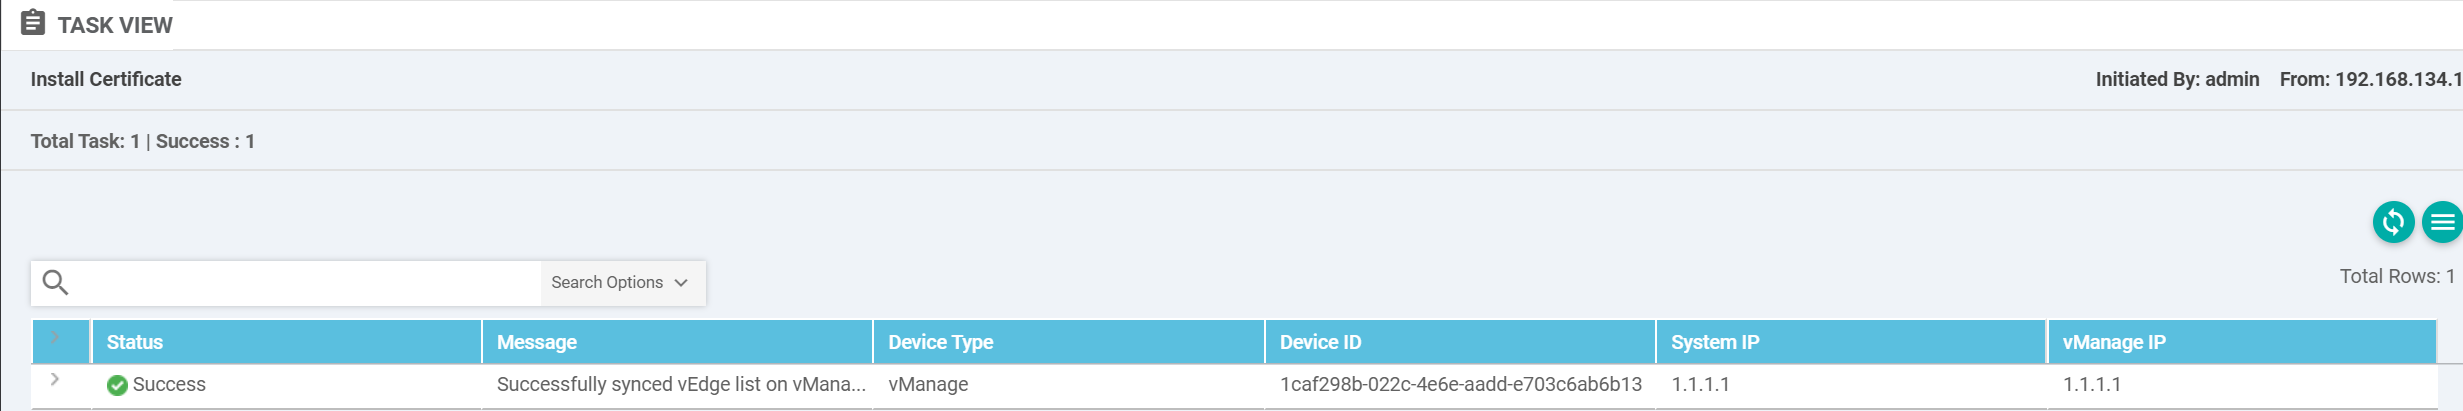 TASK VIEW
Install Certificate
Initiated By: admin From: 192.168.134.1
Total Task: 1 | Success : 1
Search Options
Total Rows: 1
Status Message Device Type Device ID System IP vManage IP
Success Successfully synced vEdge list on vMana... vManage 1caf298b-022c-4e6e-aadd-e703c6ab6b13 1.1.1.1 1.1.1.1